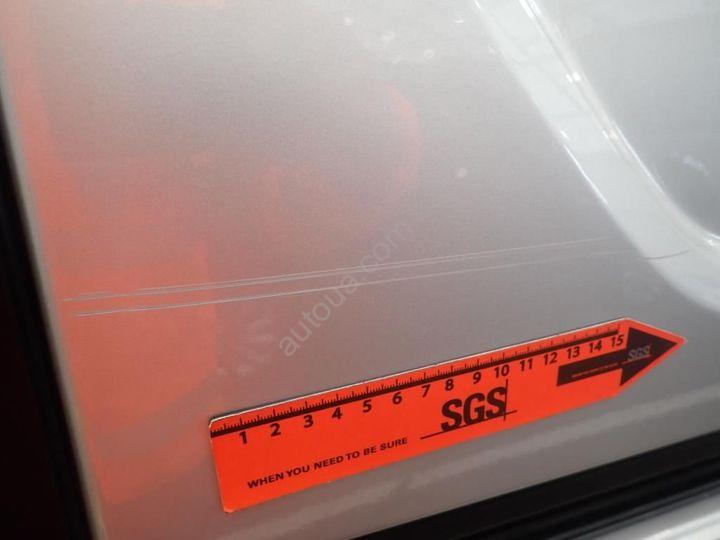 autoua.com
1 2 3 4 5 6 7 8 9 10 11 12 13 14 15
SGS
SGS
WHEN YOU NEED TO BE SURE